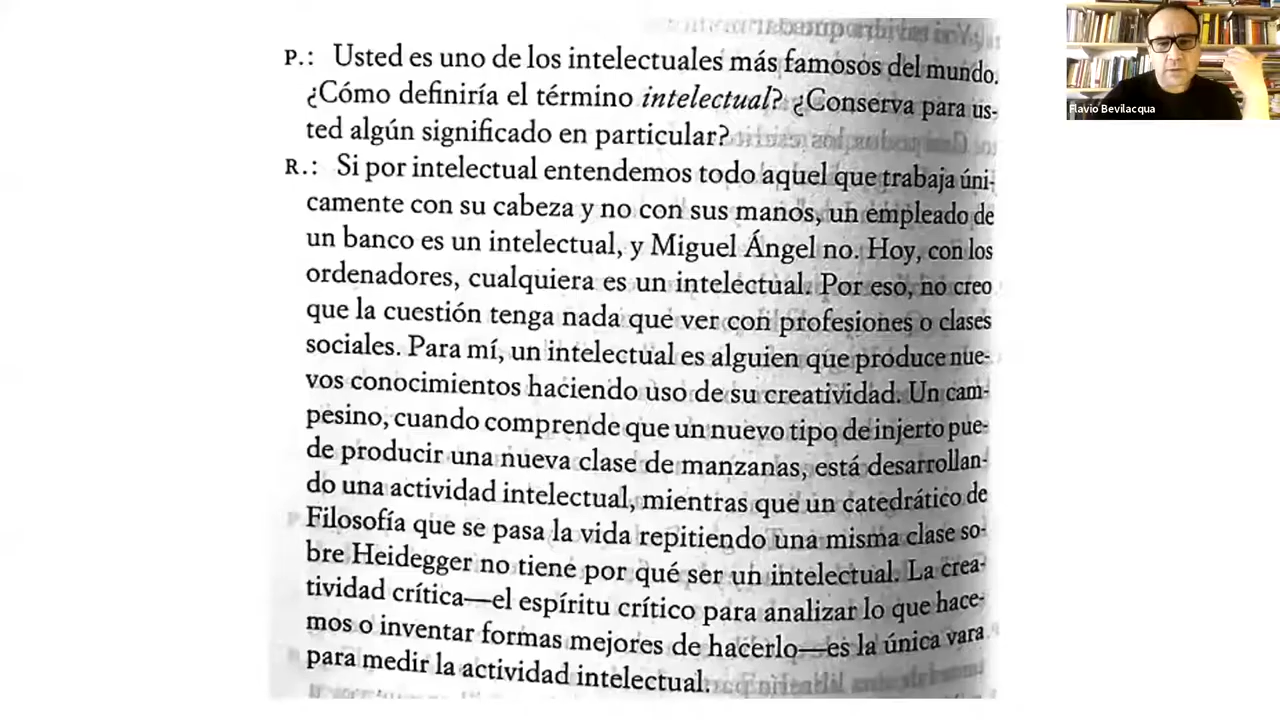 P.: Usted es uno de los intelectuales más famosos del mundo.
¿Cómo definiría el término intelectual? ¿Conserva para us-
ted algún significado en particular?
R.: Si por intelectual entendemos todo aquel que trabaja úni-
camente con su cabeza y no con sus manos, un empleado de
un banco es un intelectual, y Miguel Ángel no. Hoy, con los
ordenadores, cualquiera es un intelectual. Por eso, no creo
que la cuestión tenga nada que ver con profesiones o clases
sociales. Para mí, un intelectual es alguien que produce nue-
vos conocimientos haciendo uso de su creatividad. Un cam-
pesino, cuando comprende que un nuevo tipo de injerto pue-
de producir una nueva clase de manzanas, está desarrollan-
do una actividad intelectual, mientras que un catedrático de
Filosofía que se pasa la vida repitiendo una misma clase so-
bre Heidegger no tiene por qué ser un intelectual. La crea-
tividad crítica—el espíritu crítico para analizar lo que hace-
mos o inventar formas mejores de hacerlo—es la única vara
para medir la actividad intelectual.
Flavio Bevilacqua